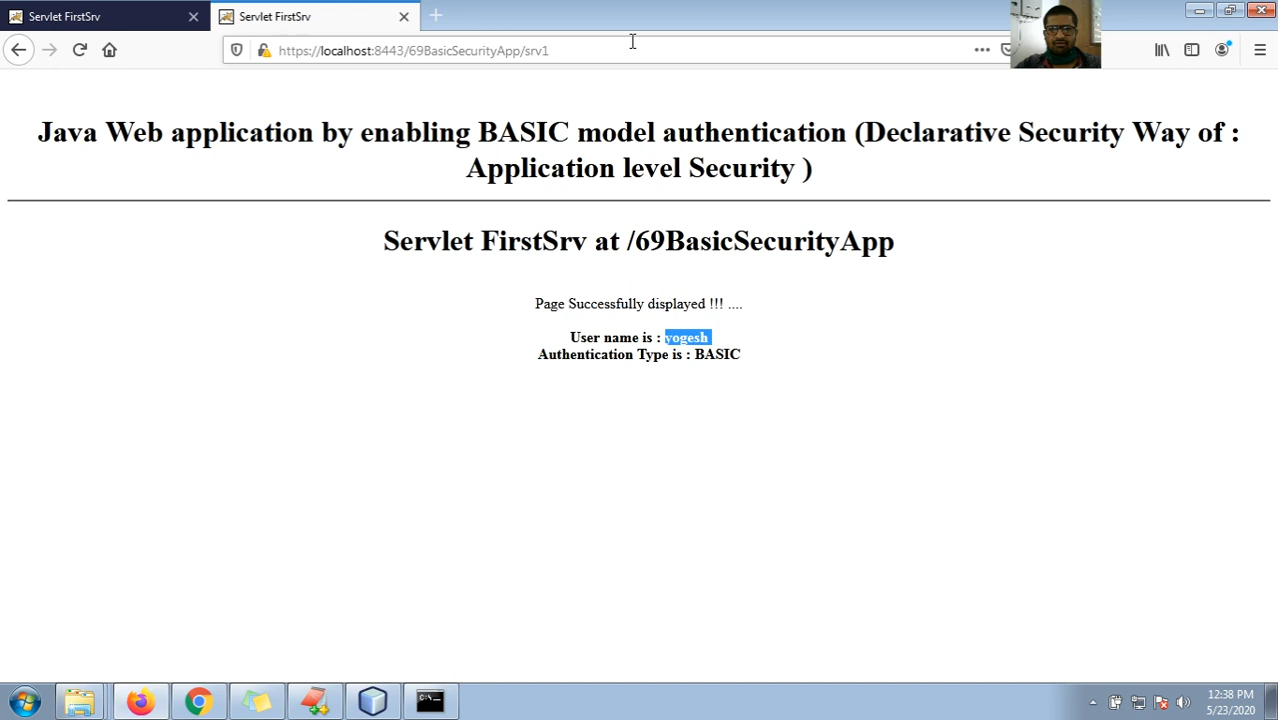 Servlet FirstSrv
Servlet FirstSrv
https://localhost:8443/69BasicSecurityApp/srv1
Java Web application by enabling BASIC model authentication (Declarative Security Way of :
Application level Security )
Servlet FirstSrv at /69BasicSecurityApp
Page Successfully displayed !!! ....
User name is : yogesh
Authentication Type is : BASIC
12:38 PM
5/23/2020